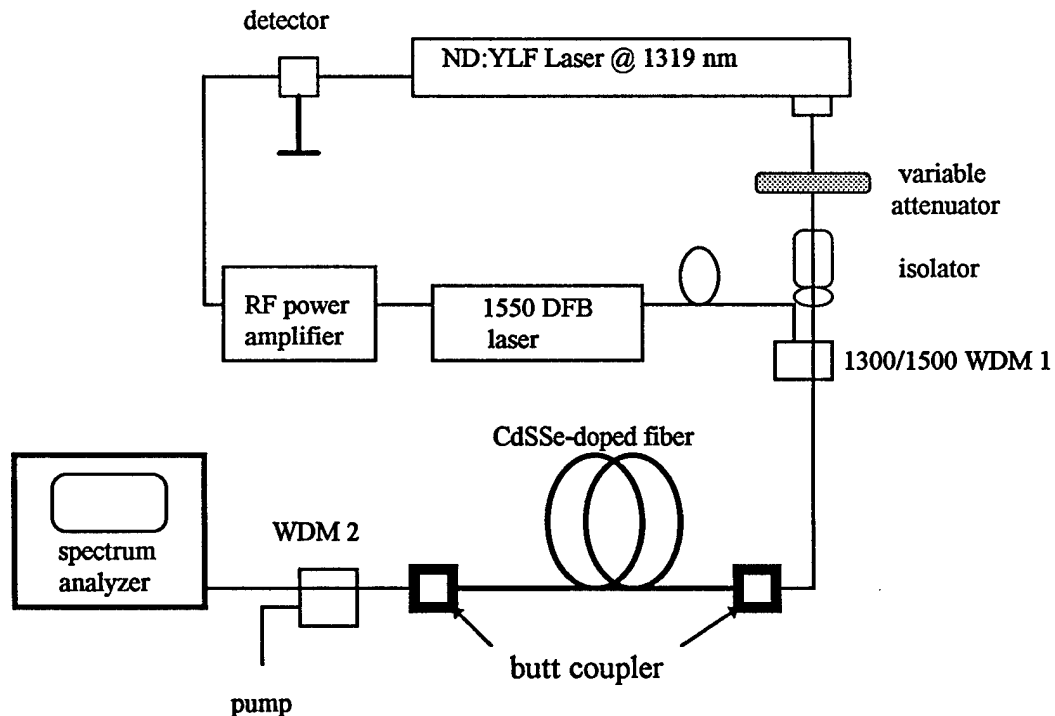 detector
ND:YLF Laser @ 1319 nm
variable
attenuator
isolator
RF power
amplifier
1550 DFB
laser
1300/1500 WDM 1
CdSSe-doped fiber
WDM 2
spectrum
analyzer
butt coupler
pump